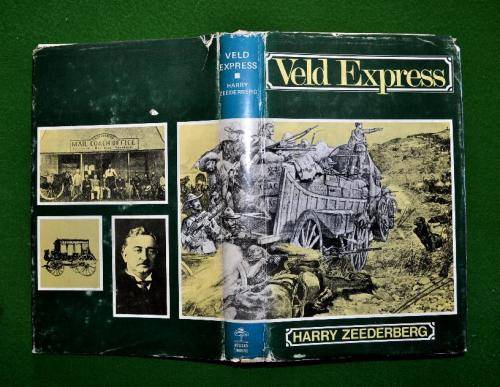 MAIL COACH OFFICE
VELD
EXPRESS
HARRY
ZEEDERBERG
Veld Express
HARRY ZEEDERBERG